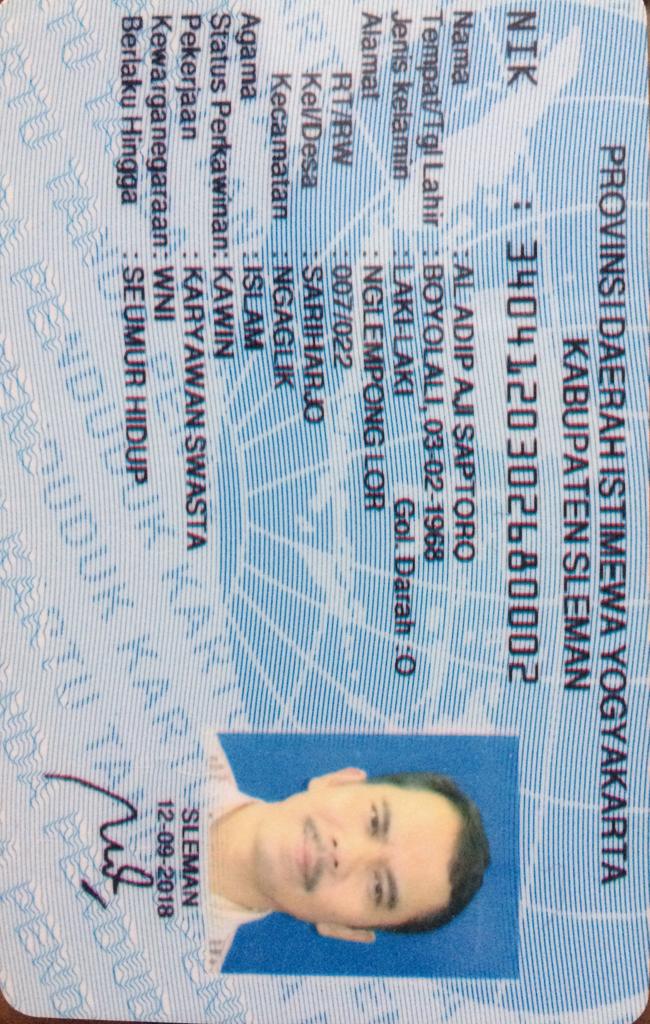 PROVINSI DAERAH ISTIMEWA YOGYAKARTA
KABUPATEN SLEMAN
NIK : 3404120302680002
Nama : AL ADIP AJI SAPTORO
Tempat/Tgl Lahir : BOYOLALI, 03-02-1968
Jenis kelamin : LAKI-LAKI Gol. Darah :O
Alamat : NGLEMPONG LOR
RT/RW : 007/022
Kel/Desa : SARIHARJO
Kecamatan : NGAGLIK
Agama : ISLAM
Status Perkawinan: KAWIN
Pekerjaan : KARYAWAN SWASTA
Kewarganegaraan: WNI
Berlaku Hingga : SEUMUR HIDUP
SLEMAN
12-09-2018